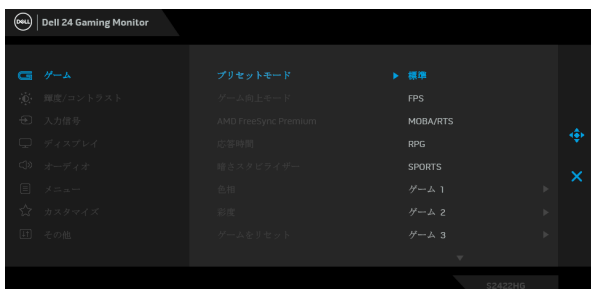 DELL Dell 24 Gaming Monitor
ゲーム プリセットモード 標準
輝度/コントラスト ゲーム向上モード FPS
入力信号 AMD FreeSync Premium MOBA/RTS
ディスプレイ 応答時間 RPG
オーディオ 暗さスタビライザー SPORTS
メニュー 色相 ゲーム 1
カスタマイズ 彩度 ゲーム 2
その他 ゲームをリセット ゲーム 3
S2422HG